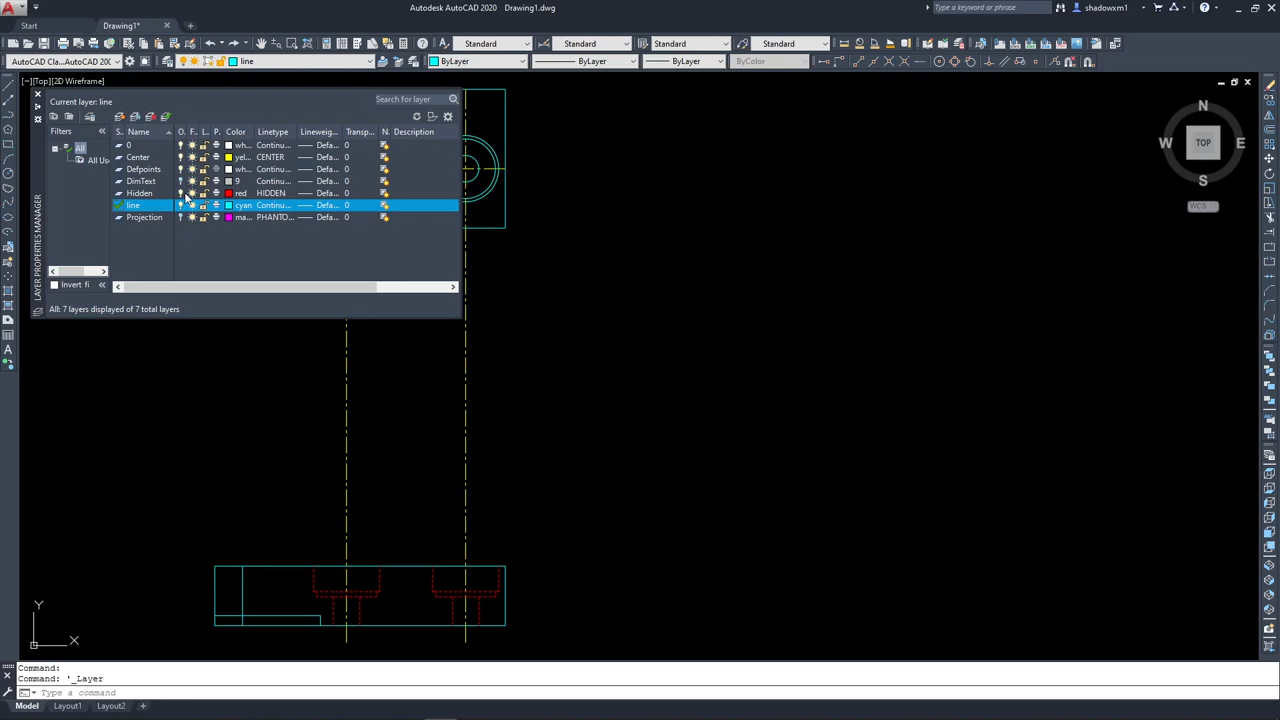 Autodesk AutoCAD 2020 Drawing1.dwg
Type a keyword or phrase
shadowxm1
Start
Drawing1*
Standard
Standard
Standard
Standard
AutoCAD Cla...AutoCAD 200
line
ByLayer
ByLayer
ByLayer
ByColor
[−][Top][2D Wireframe]
Current layer: line
Search for layer
Filters
All
All Us
Invert fi
S.. Name O. F.. L.. P.. Color Linetype Lineweig... Transp... N. Description
0 wh... Continu... Defa... 0
Center yel... CENTER Defa... 0
Defpoints wh... Continu... Defa... 0
DimText 9 Continu... Defa... 0
Hidden red HIDDEN Defa... 0
line cyan Continu... Defa... 0
Projection ma... PHANTO... Defa... 0
All: 7 layers displayed of 7 total layers
LAYER PROPERTIES MANAGER
N
W TOP E
S
WCS
Y
X
Command:
Command: '_Layer
Type a command
Model Layout1 Layout2 +